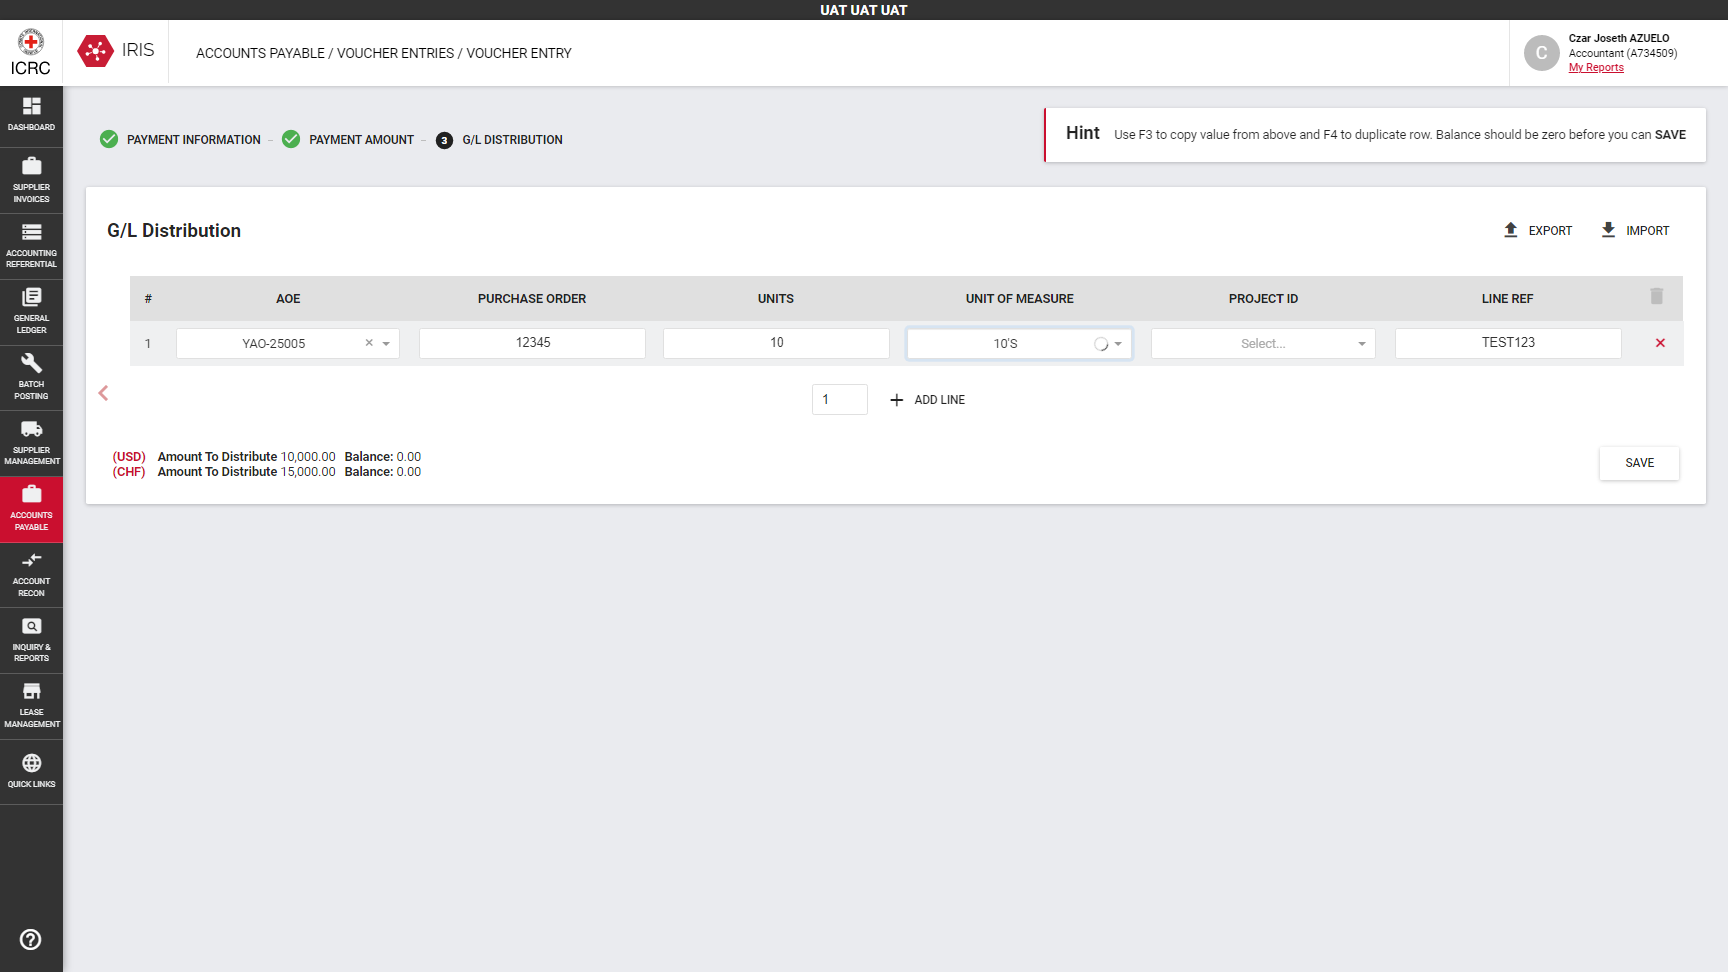 UAT UAT UAT
ICRC
IRIS
ACCOUNTS PAYABLE / VOUCHER ENTRIES / VOUCHER ENTRY
C
Czar Joseth AZUELO
Accountant (A734509)
My Reports
DASHBOARD
SUPPLIER
INVOICES
ACCOUNTING
REFERENTIAL
GENERAL
LEDGER
BATCH
POSTING
SUPPLIER
MANAGEMENT
ACCOUNTS
PAYABLE
ACCOUNT
RECON
INQUIRY &
REPORTS
LEASE
MANAGEMENT
QUICK LINKS
PAYMENT INFORMATION – PAYMENT AMOUNT – 3 G/L DISTRIBUTION
Hint Use F3 to copy value from above and F4 to duplicate row. Balance should be zero before you can SAVE
G/L Distribution
EXPORT IMPORT
# AOE PURCHASE ORDER UNITS UNIT OF MEASURE PROJECT ID LINE REF
1 YAO-25005 12345 10 10'S Select... TEST123
1 ADD LINE
(USD) Amount To Distribute 10,000.00 Balance: 0.00
(CHF) Amount To Distribute 15,000.00 Balance: 0.00
SAVE